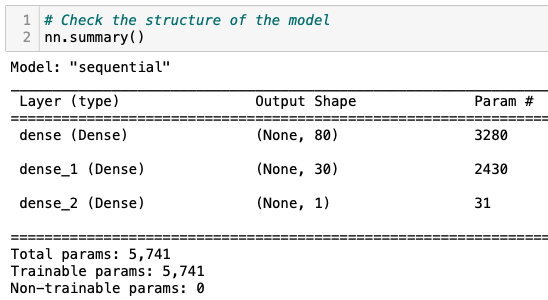 1 # Check the structure of the model
2 nn.summary()
Model: "sequential"
Layer (type) Output Shape Param #
dense (Dense) (None, 80) 3280
dense_1 (Dense) (None, 30) 2430
dense_2 (Dense) (None, 1) 31
Total params: 5,741
Trainable params: 5,741
Non-trainable params: 0